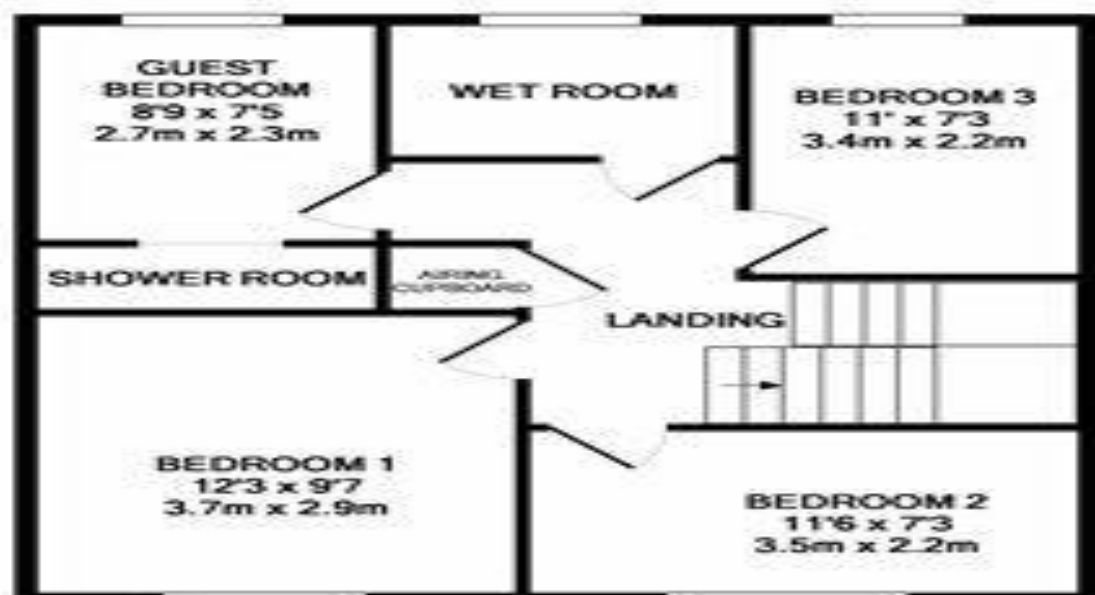 GUEST
BEDROOM
8'9 x 7'5
2.7m x 2.3m
WET ROOM
BEDROOM 3
11' x 7'3
3.4m x 2.2m
SHOWER ROOM
AIRING
CUPBOARD
LANDING
BEDROOM 1
12'3 x 9'7
3.7m x 2.9m
BEDROOM 2
11'6 x 7'3
3.5m x 2.2m